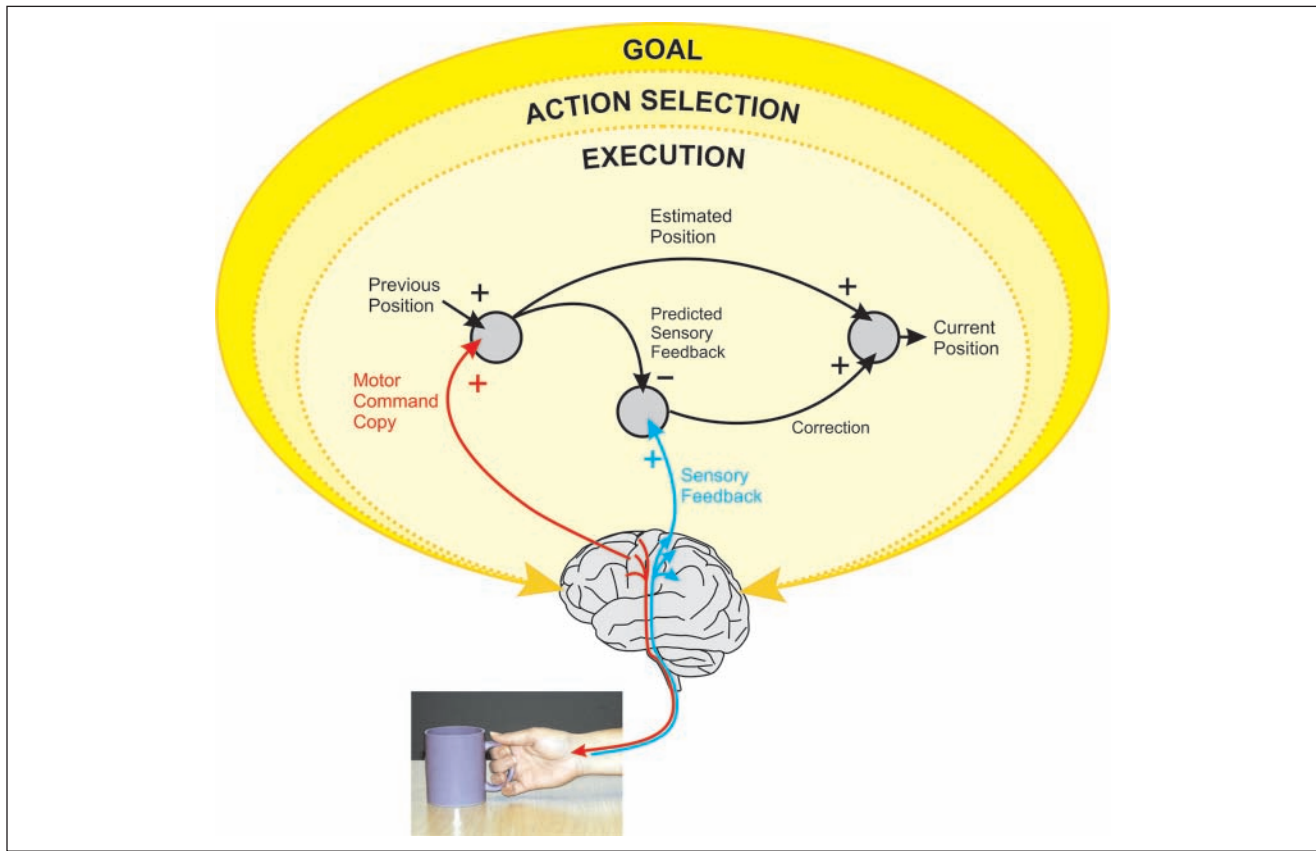 GOAL
ACTION SELECTION
EXECUTION
Estimated
Position
Previous
Position
+
+
Predicted
Sensory
Feedback
Current
Position
+
Motor
Command
Copy
+
−
Correction
+
Sensory
Feedback